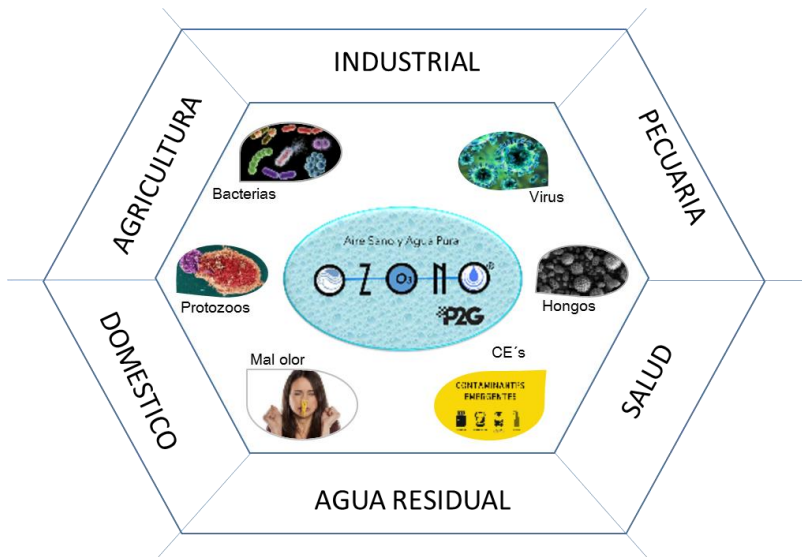 INDUSTRIAL
AGRICULTURA
PECUARIA
Bacterias
Virus
Aire Sano y Agua Pura
OZONO®
O3
P2G
Protozoos
Hongos
DOMESTICO
SALUD
Mal olor
CE´s
CONTAMINANTES
EMERGENTES
AGUA RESIDUAL